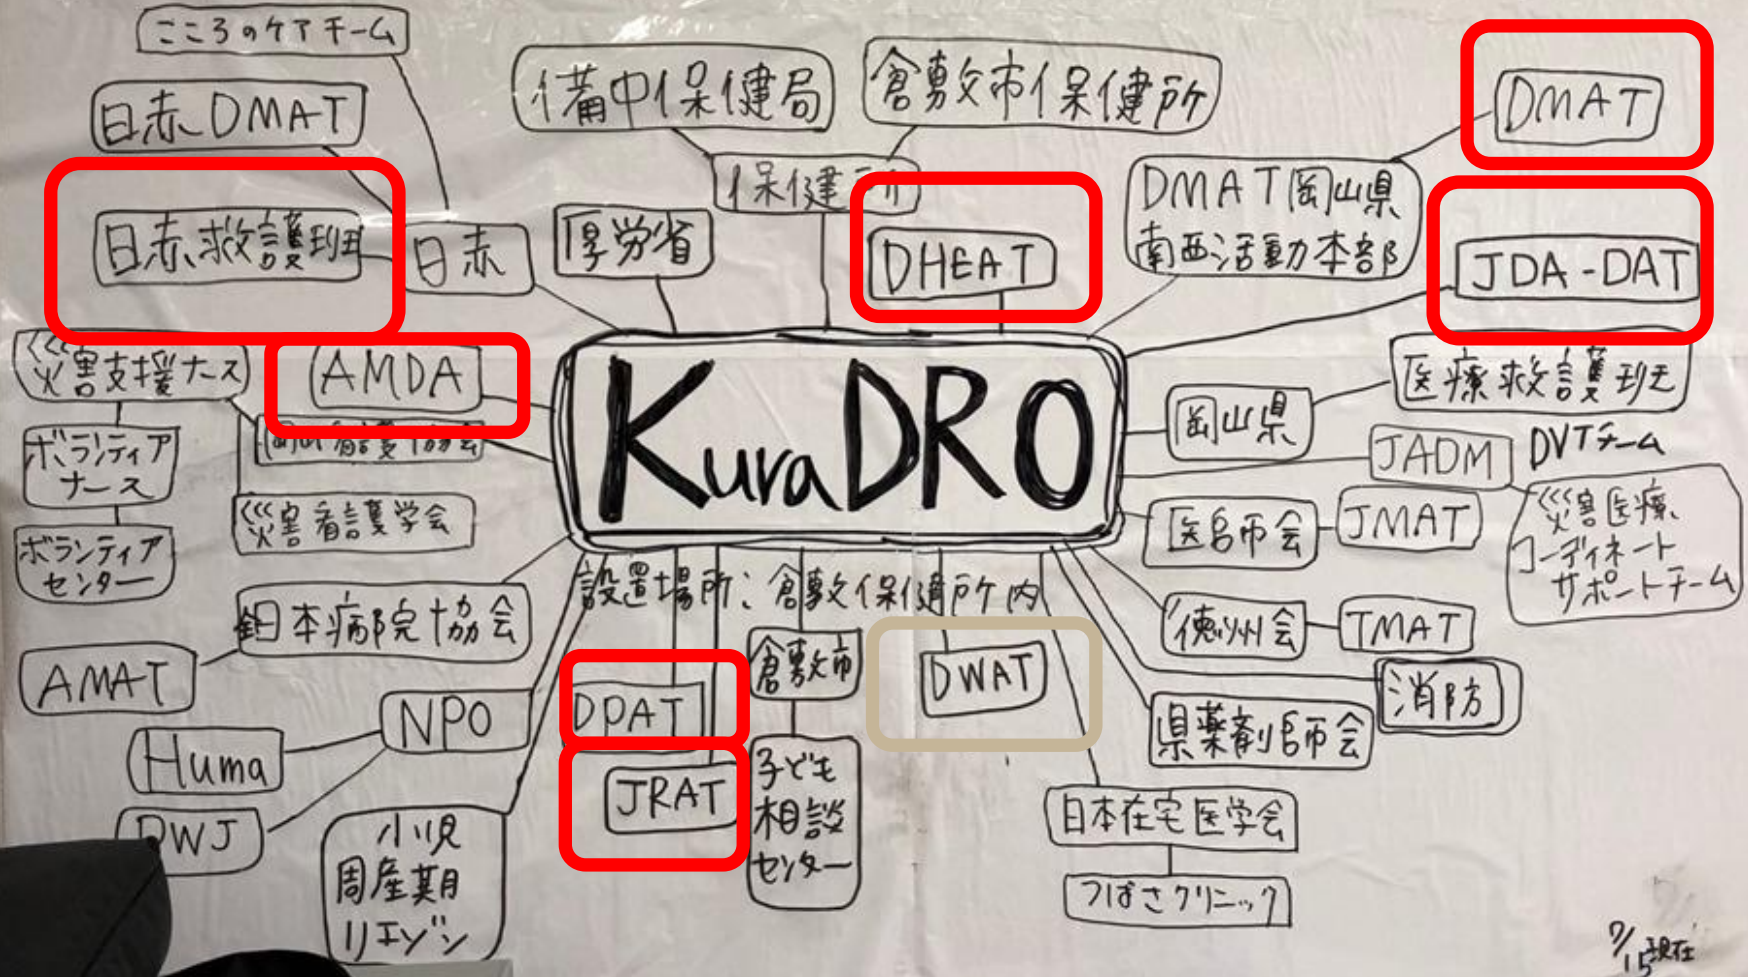 こころのケアチーム
日赤DMAT
日赤救護班
日赤
備中保健局
倉敷市保健所
保健所
厚労省
DHEAT
DMAT
DMAT岡山県
南西活動本部
JDA-DAT
災害支援ナース
AMDA
ボランティア
ナース
災害看護学会
ボランティア
センター
KuraDRO
設置場所:倉敷保健所内
岡山県
医療救護班
JADM
DVTチーム
災害医療
コーディネート
サポートチーム
医師会
JMAT
徳洲会
TMAT
消防
県薬剤師会
日本病院協会
AMAT
NPO
Huma
PWJ
小児
周産期
リエゾン
DPAT
JRAT
倉敷市
子ども
相談
センター
DWAT
日本在宅医学会
つばさクリニック
7/15現在